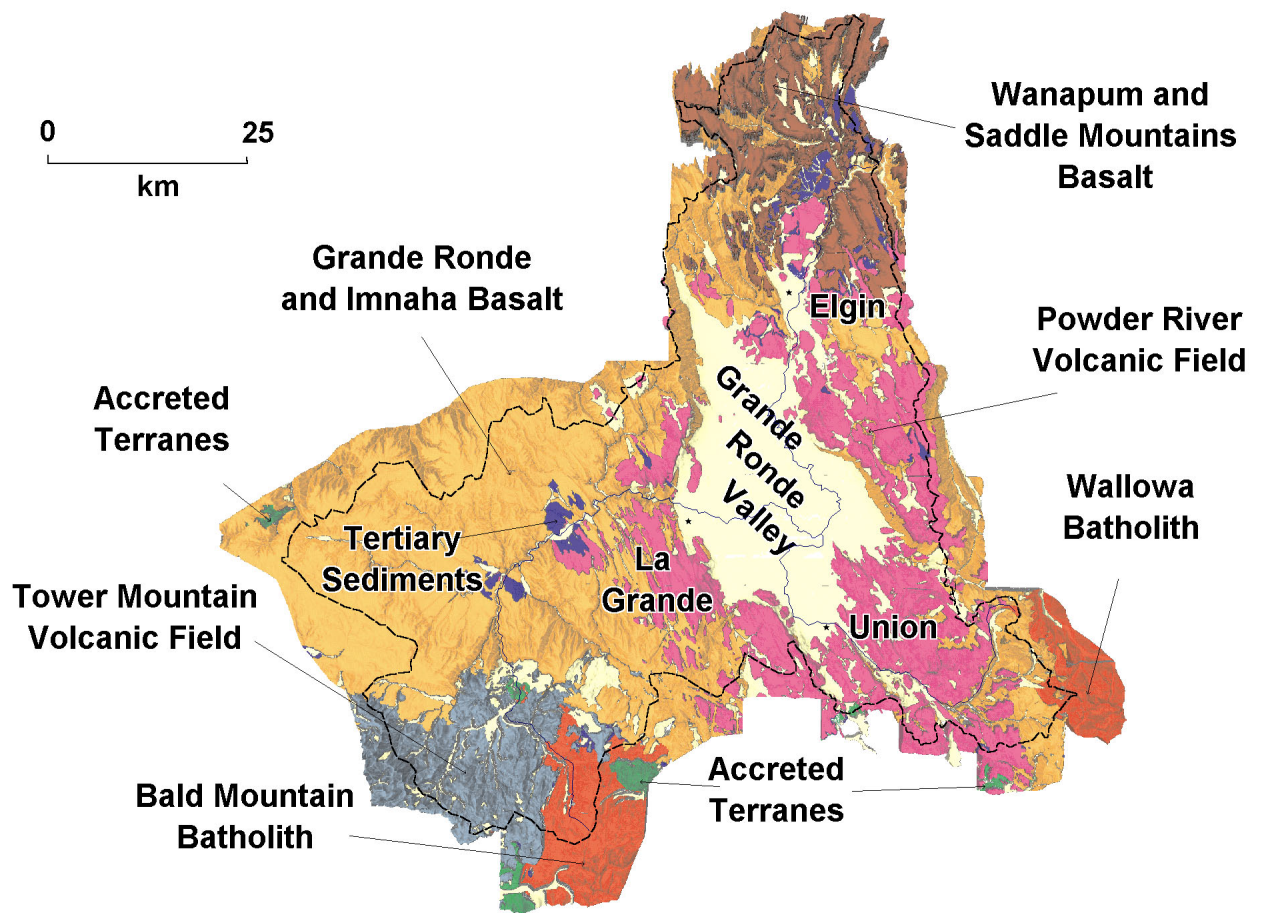 0 25
km
Wanapum and
Saddle Mountains
Basalt
Grande Ronde
and Imnaha Basalt
Elgin
Powder River
Volcanic Field
Accreted
Terranes
Grande
Ronde
Valley
Wallowa
Batholith
Tertiary
Sediments
La
Grande
Tower Mountain
Volcanic Field
Union
Accreted
Terranes
Bald Mountain
Batholith